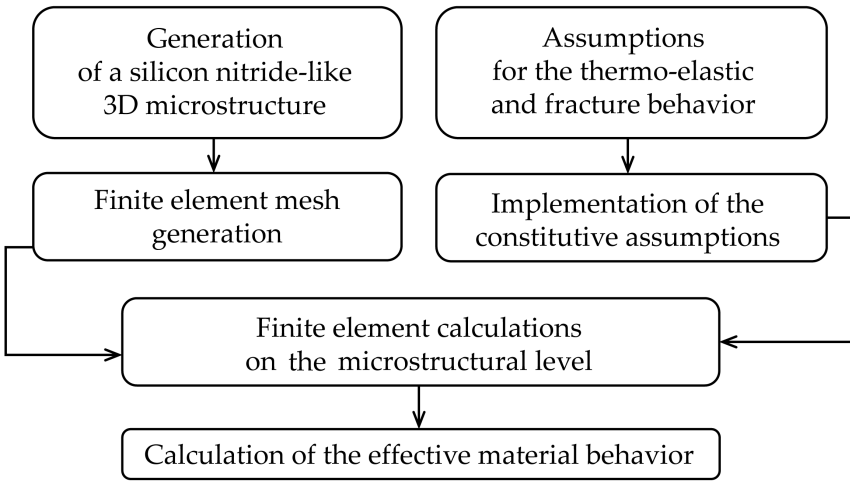 Generation
of a silicon nitride-like
3D microstructure
Assumptions
for the thermo-elastic
and fracture behavior
Finite element mesh
generation
Implementation of the
constitutive assumptions
Finite element calculations
on the microstructural level
Calculation of the effective material behavior